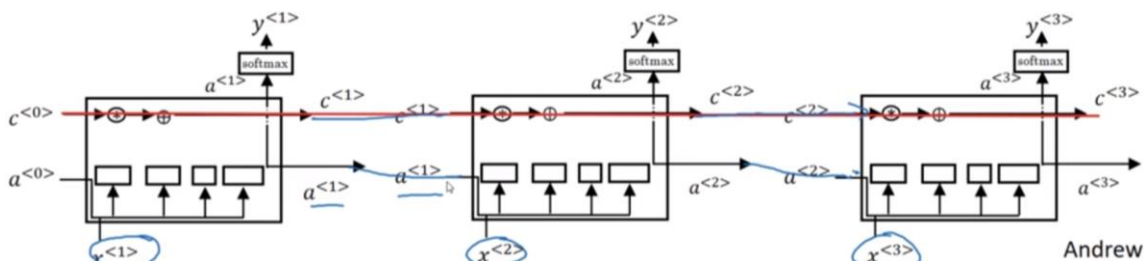 y<1> y<2> y<3>
softmax softmax softmax
a<1> a<2> a<3>
c<0> c<1> c<1> c<2> c<2> c<3>
a<0> a<1> a<1> a<2> a<2> a<3>
x<1> x<2> x<3>
Andrew